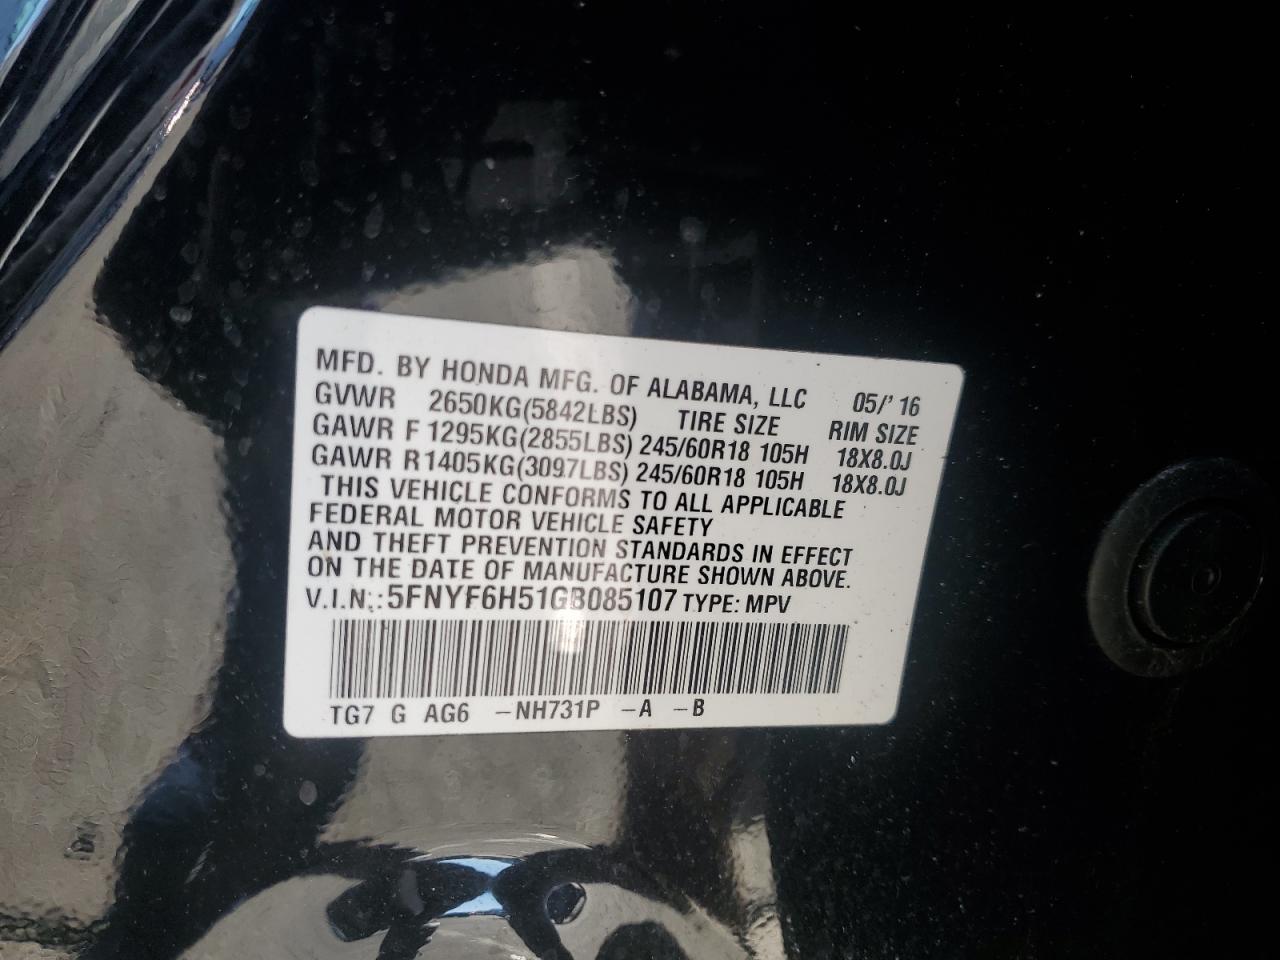 MFD. BY HONDA MFG. OF ALABAMA, LLC 05/' 16
GVWR 2650KG(5842LBS) TIRE SIZE RIM SIZE
GAWR F 1295KG(2855LBS) 245/60R18 105H 18X8.0J
GAWR R1405KG(3097LBS) 245/60R18 105H 18X8.0J
THIS VEHICLE CONFORMS TO ALL APPLICABLE
FEDERAL MOTOR VEHICLE SAFETY
AND THEFT PREVENTION STANDARDS IN EFFECT
ON THE DATE OF MANUFACTURE SHOWN ABOVE.
V.I.N.:5FNYF6H51GB085107 TYPE: MPV
TG7 G AG6 –NH731P –A –B